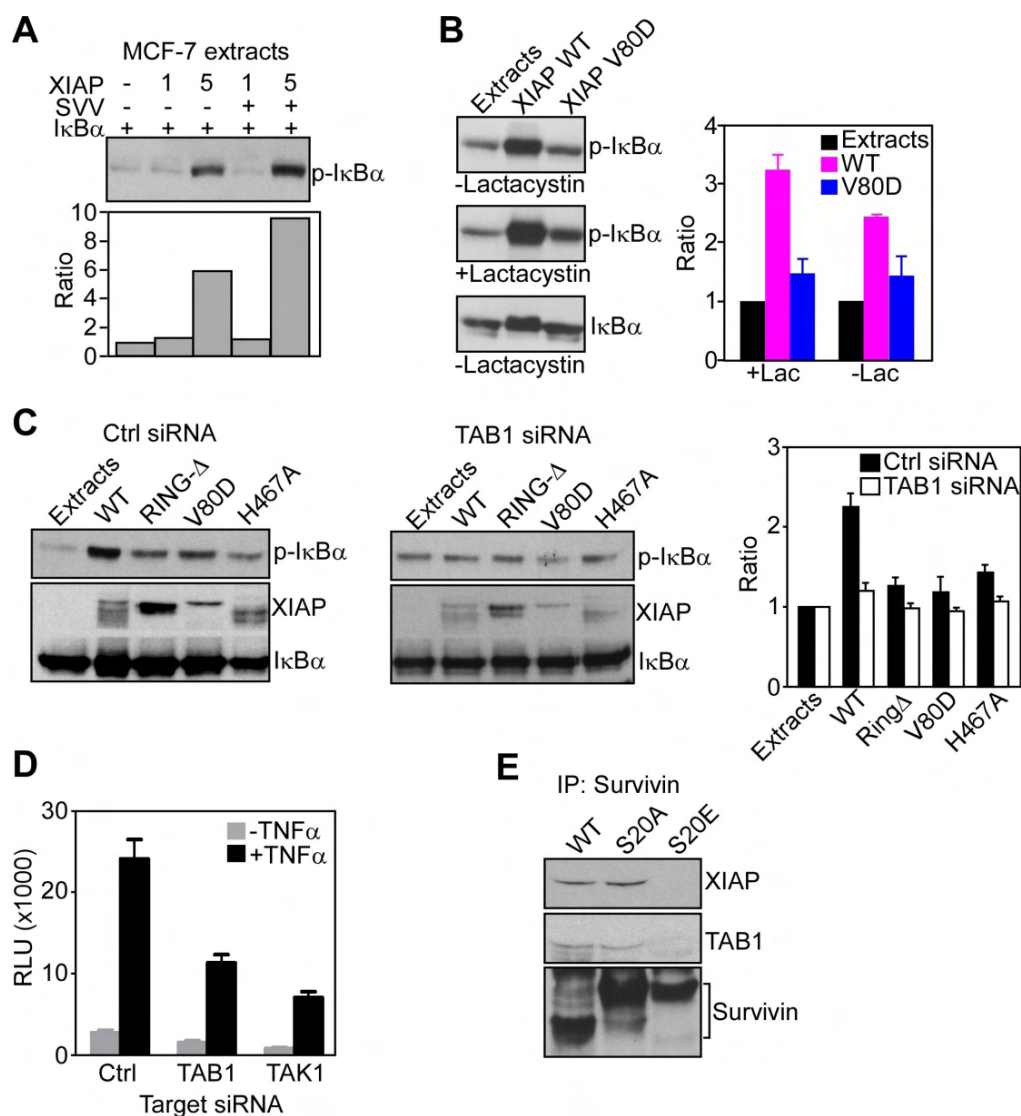 A
MCF-7 extracts
XIAP - 1 5 1 5
SVV - - - + +
IκBα + + + + +
p-IκBα
Ratio
10
8
6
4
2
0
B
Extracts
XIAP WT
XIAP V80D
p-IκBα
-Lactacystin
p-IκBα
+Lactacystin
IκBα
-Lactacystin
Ratio
4
3
2
1
0
Extracts
WT
V80D
+Lac -Lac
C
Ctrl siRNA
Extracts
WT
RING-Δ
V80D
H467A
p-IκBα
XIAP
IκBα
TAB1 siRNA
Extracts
WT
RING-Δ
V80D
H467A
p-IκBα
XIAP
IκBα
Ratio
3
2
1
0
Ctrl siRNA
TAB1 siRNA
Extracts
WT
RingΔ
V80D
H467A
D
RLU (x1000)
30
20
10
0
-TNFα
+TNFα
Ctrl TAB1 TAK1
Target siRNA
E
IP: Survivin
WT
S20A
S20E
XIAP
TAB1
Survivin